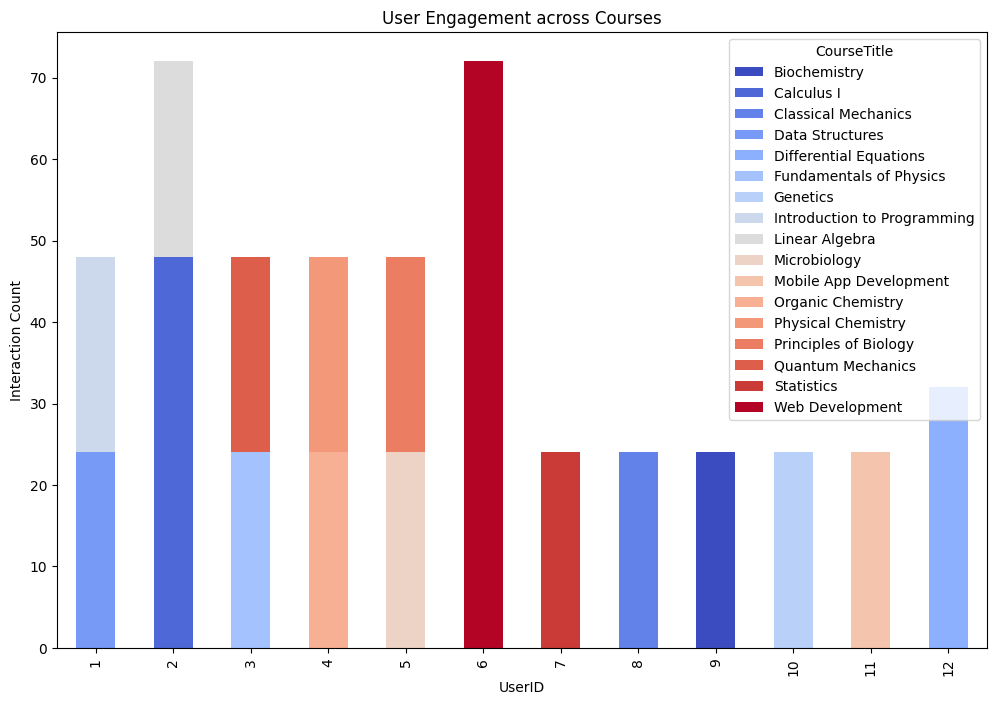 User Engagement across Courses
CourseTitle
Biochemistry
Calculus I
Classical Mechanics
Data Structures
Differential Equations
Fundamentals of Physics
Genetics
Introduction to Programming
Linear Algebra
Microbiology
Mobile App Development
Organic Chemistry
Physical Chemistry
Principles of Biology
Quantum Mechanics
Statistics
Web Development
Interaction Count
70
60
50
40
30
20
10
0
1 2 3 4 5 6 7 8 9 10 11 12
UserID